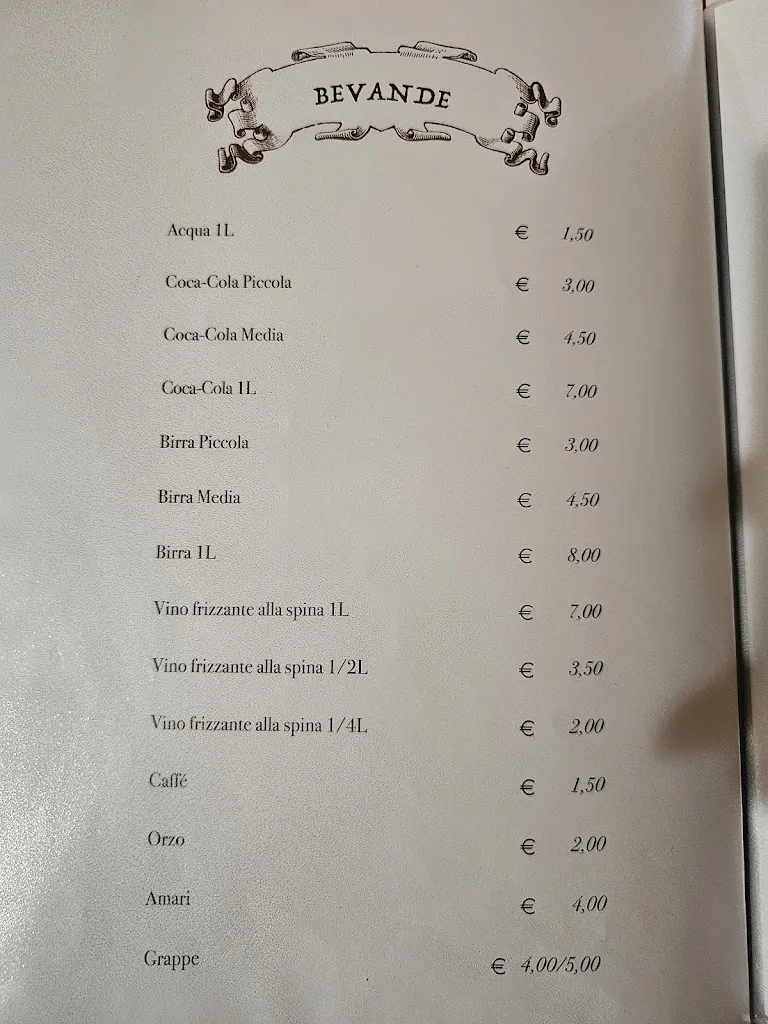 BEVANDE
Acqua 1L € 1,50
Coca-Cola Piccola € 3,00
Coca-Cola Media € 4,50
Coca-Cola 1L € 7,00
Birra Piccola € 3,00
Birra Media € 4,50
Birra 1L € 8,00
Vino frizzante alla spina 1L € 7,00
Vino frizzante alla spina 1/2L € 3,50
Vino frizzante alla spina 1/4L € 2,00
Caffé € 1,50
Orzo € 2,00
Amari € 4,00
Grappe € 4,00/5,00